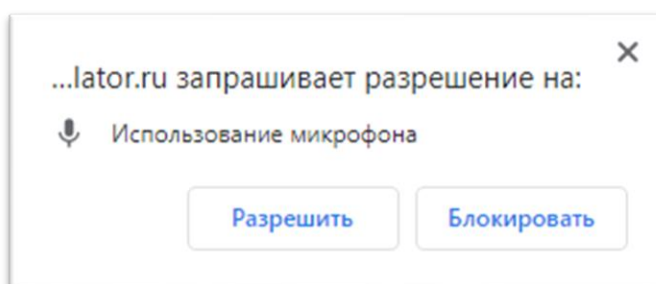 ...lator.ru запрашивает разрешение на:
Использование микрофона
Разрешить
Блокировать